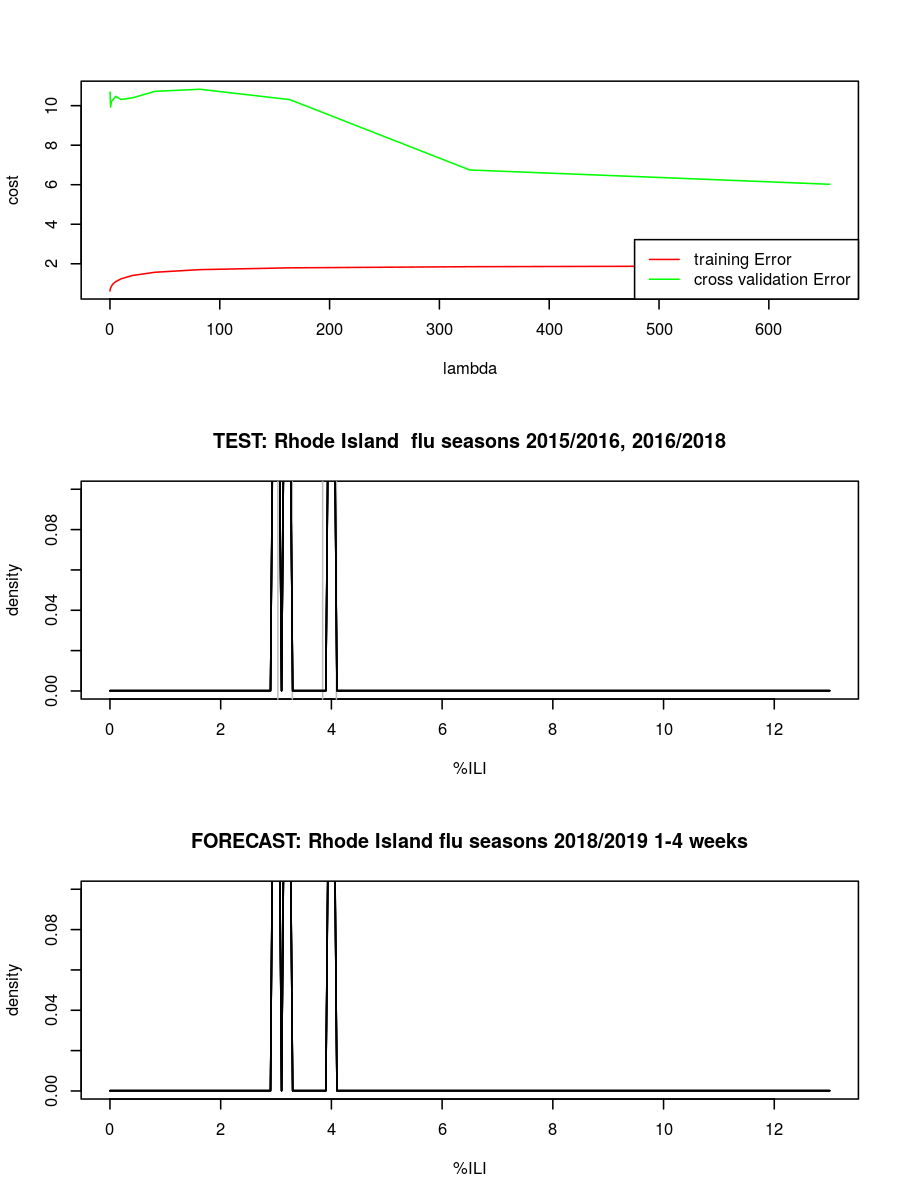 10
8
6
4
2
cost
training Error
cross validation Error
0 100 200 300 400 500 600
lambda
TEST: Rhode Island  flu seasons 2015/2016, 2016/2018
0.08
0.04
0.00
density
0 2 4 6 8 10 12
%ILI
FORECAST: Rhode Island flu seasons 2018/2019 1-4 weeks
0.08
0.04
0.00
density
0 2 4 6 8 10 12
%ILI